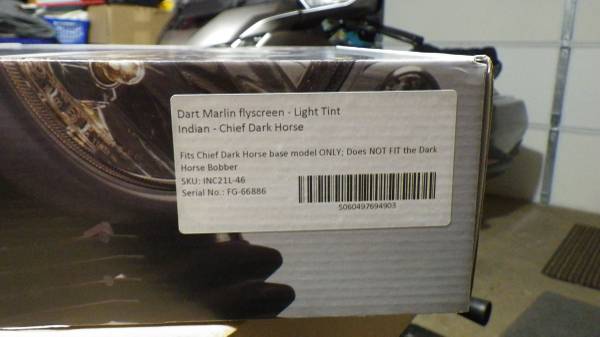 Dart Marlin flyscreen - Light Tint
Indian - Chief Dark Horse
Fits Chief Dark Horse base model ONLY; Does NOT FIT the Dark
Horse Bobber
SKU: INC21L-46
Serial No.: FG-66886
5060497694903